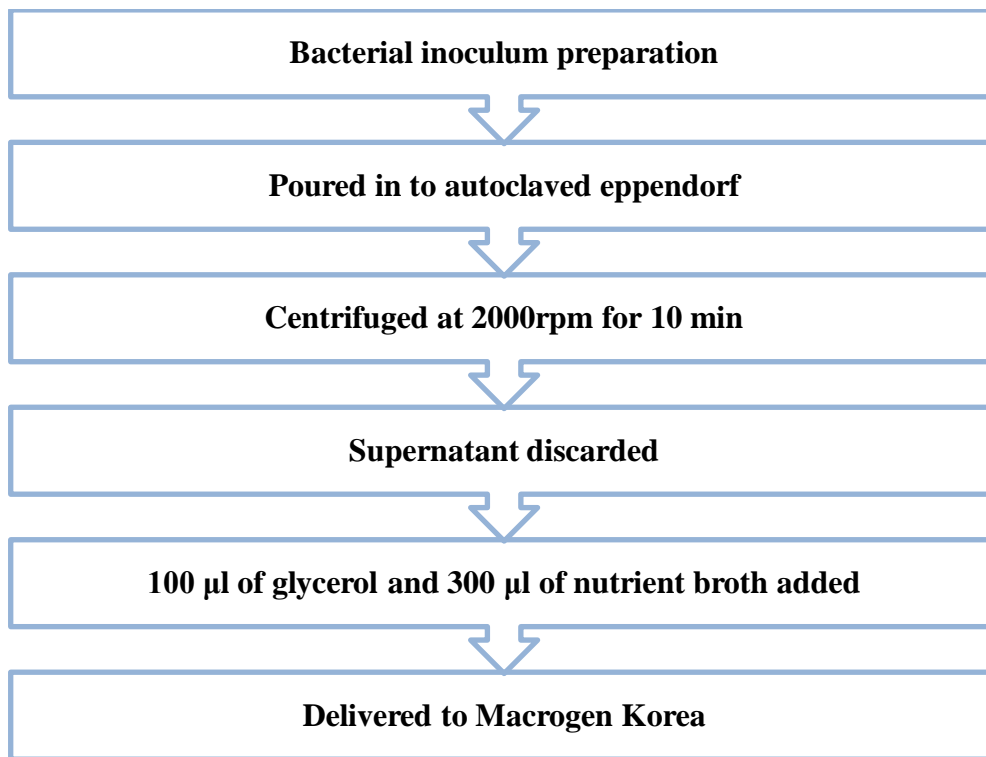 Bacterial inoculum preparation
Poured in to autoclaved eppendorf
Centrifuged at 2000rpm for 10 min
Supernatant discarded
100 µl of glycerol and 300 µl of nutrient broth added
Delivered to Macrogen Korea